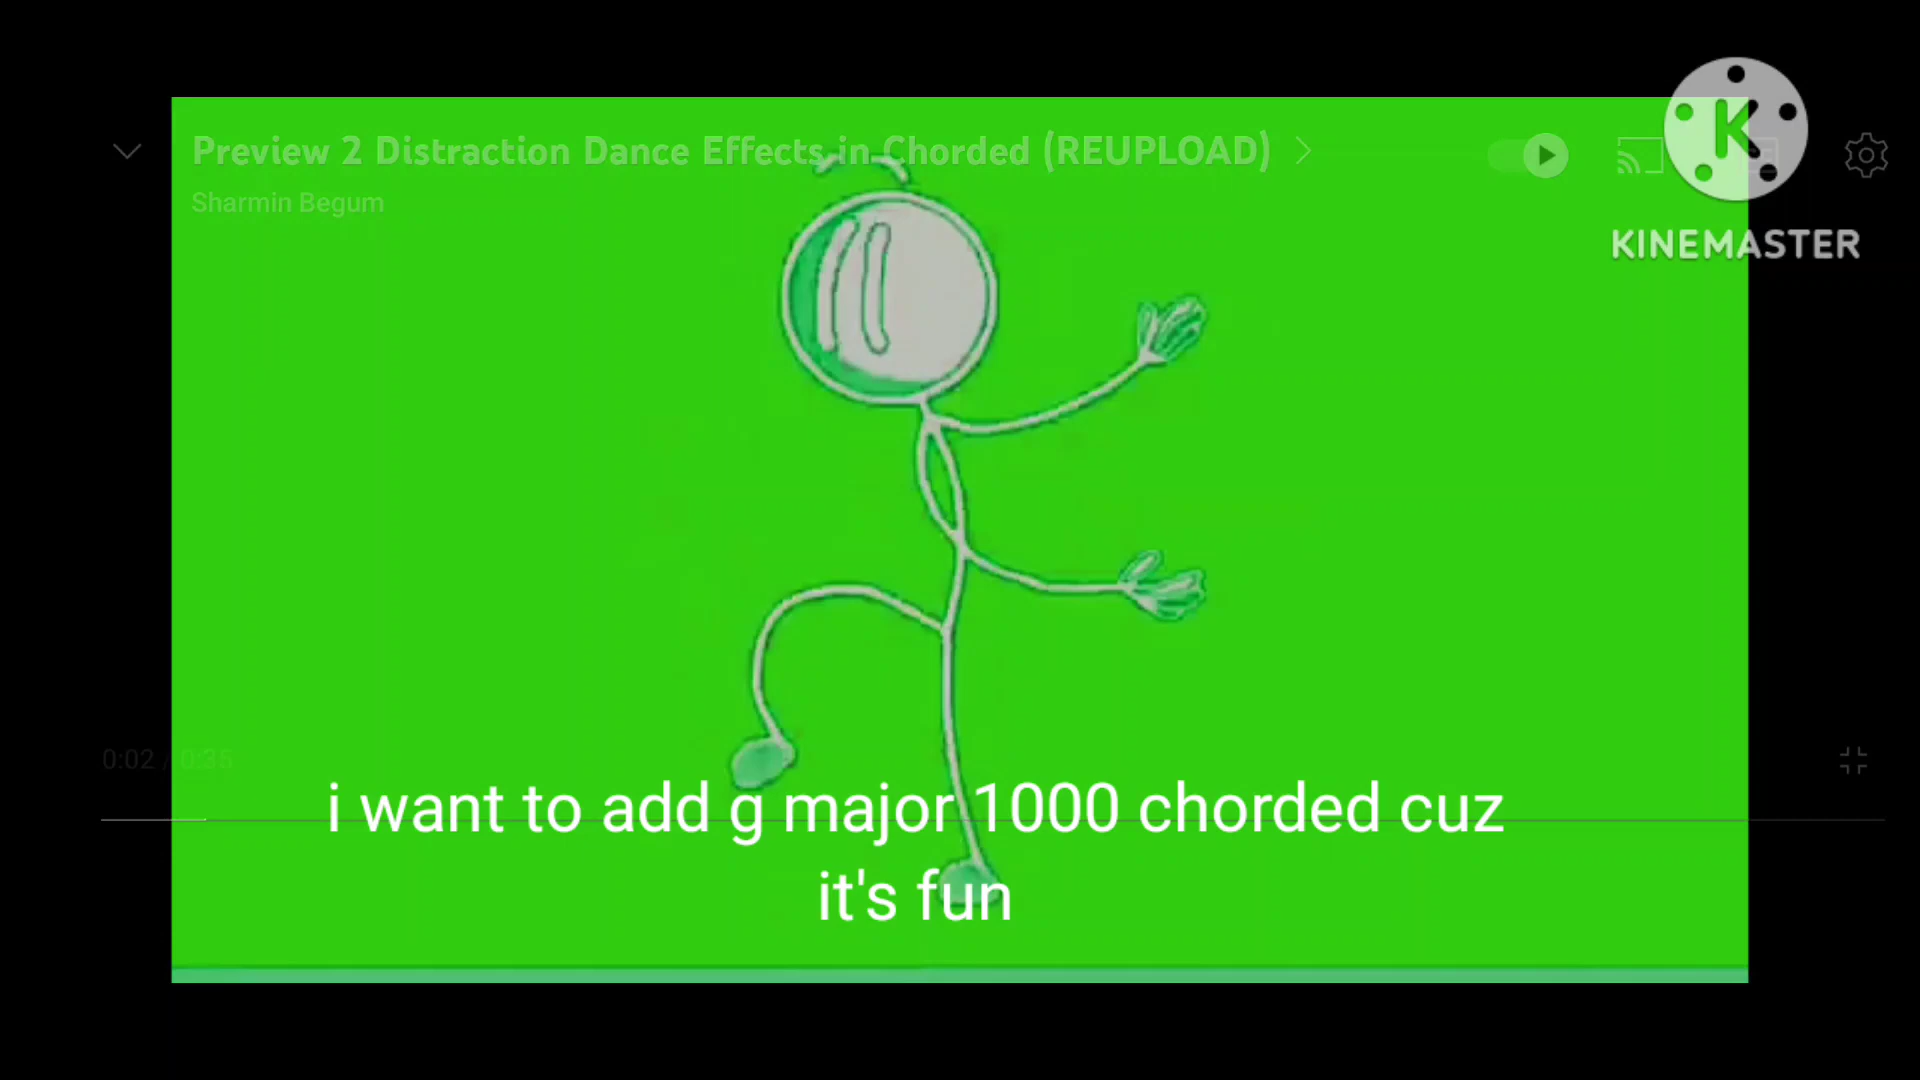 Preview 2 Distraction Dance Effects in Chorded (REUPLOAD)
Sharmin Begum
K
KINEMASTER
0:02 / 0:36
i want to add g major 1000 chorded cuz
it's fun